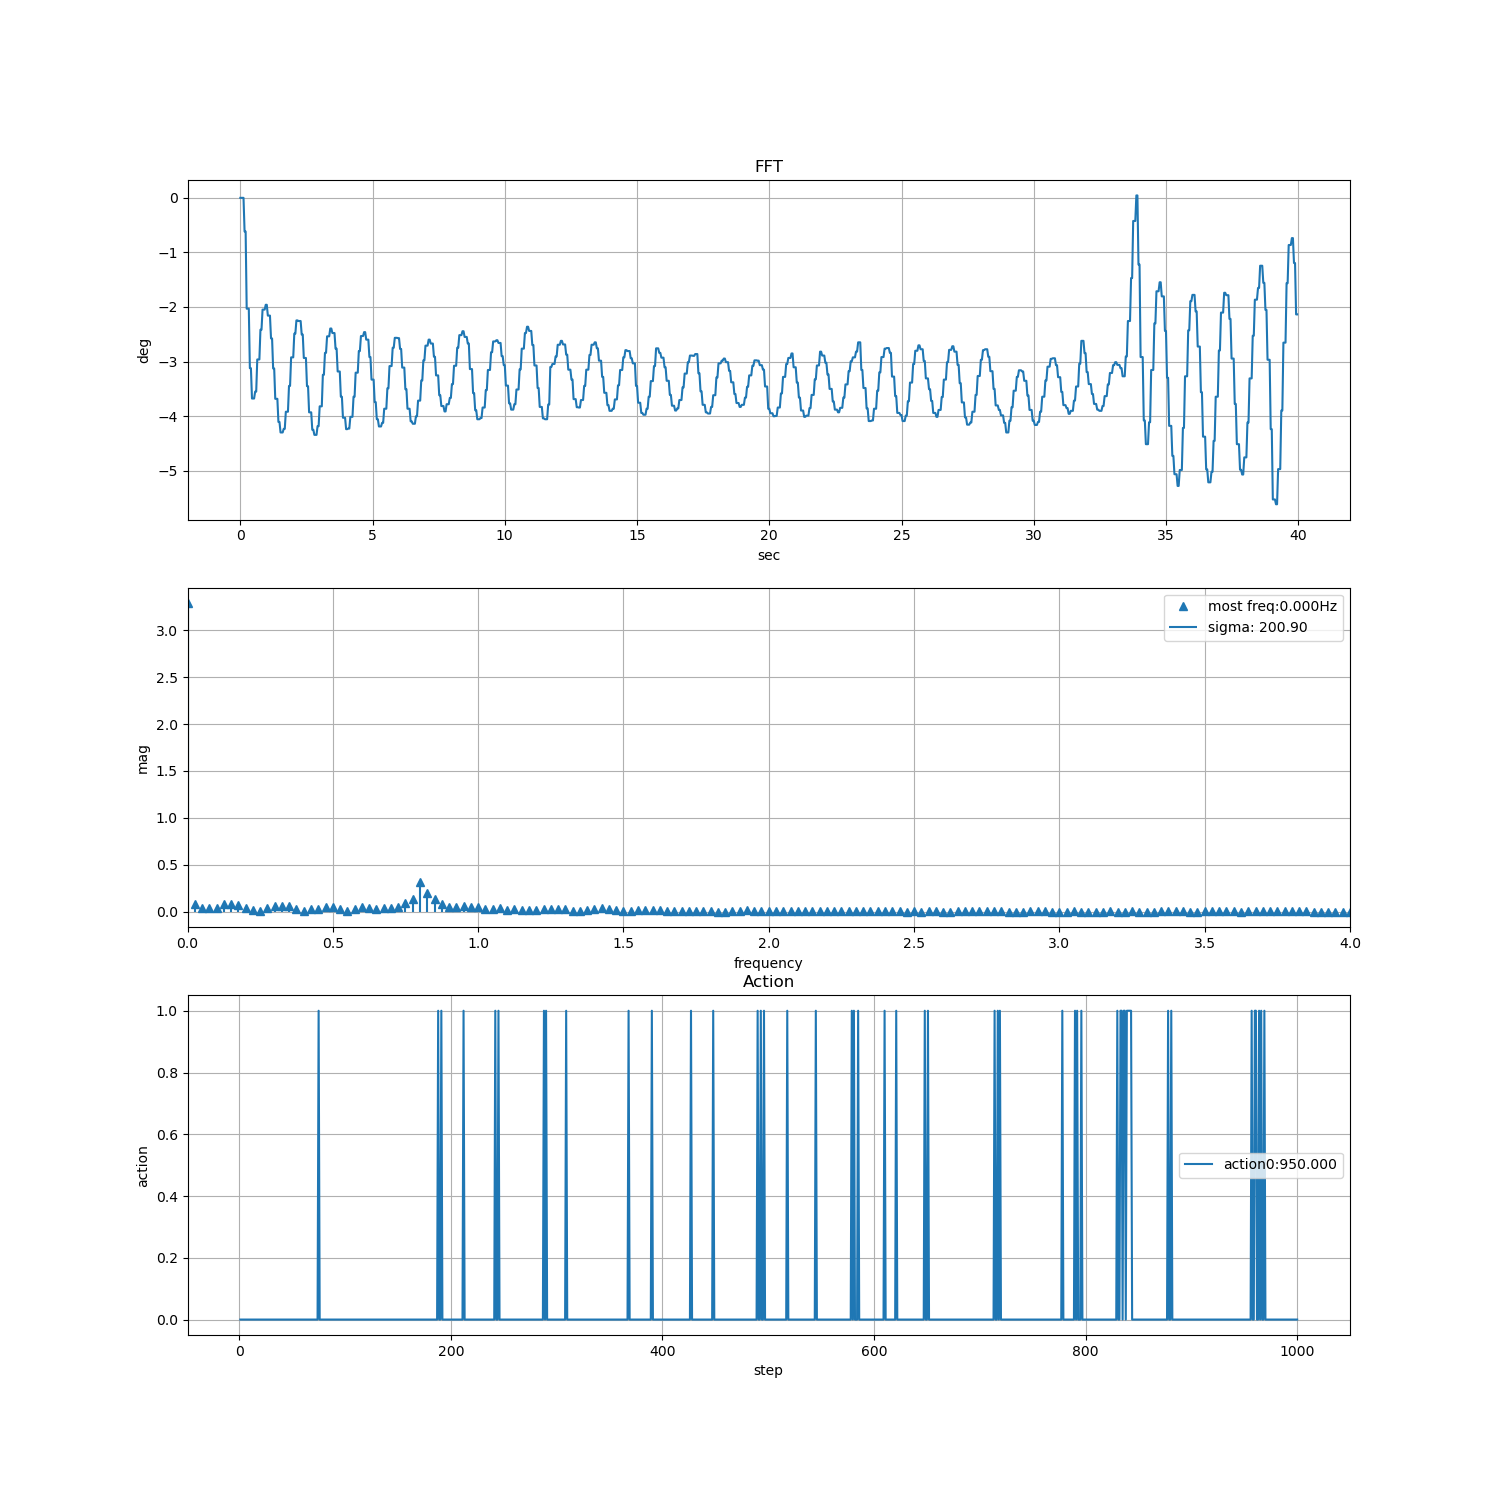 FFT
0
−1
−2
−3
−4
−5
deg
0 5 10 15 20 25 30 35 40
sec
most freq:0.000Hz
sigma: 200.90
3.0
2.5
2.0
1.5
1.0
0.5
0.0
mag
0.0 0.5 1.0 1.5 2.0 2.5 3.0 3.5 4.0
frequency
Action
1.0
0.8
0.6
0.4
0.2
0.0
action
action0:950.000
0 200 400 600 800 1000
step